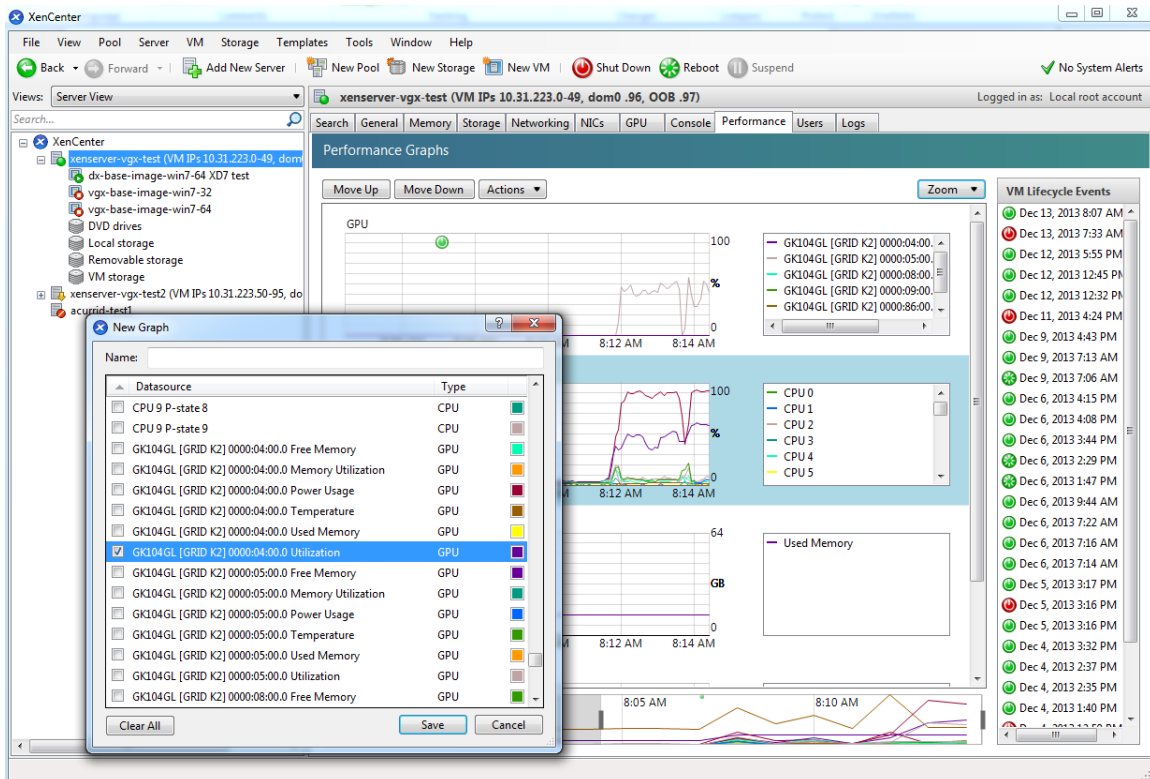 XenCenter
File View Pool Server VM Storage Templates Tools Window Help
Back Forward Add New Server New Pool New Storage New VM Shut Down Reboot Suspend No System Alerts
Views: Server View
xenserver-vgx-test (VM IPs 10.31.223.0-49, dom0 .96, OOB .97) Logged in as: Local root account
Search...
Search General Memory Storage Networking NICs GPU Console Performance Users Logs
XenCenter
xenserver-vgx-test (VM IPs 10.31.223.0-49, dom
dx-base-image-win7-64 XD7 test
vgx-base-image-win7-32
vgx-base-image-win7-64
DVD drives
Local storage
Removable storage
VM storage
xenserver-vgx-test2 (VM IPs 10.31.223.50-95, do
acurrid-test1
Performance Graphs
Move Up Move Down Actions Zoom
GPU
100
%
0
8:12 AM 8:14 AM
GK104GL [GRID K2] 0000:04:00.
GK104GL [GRID K2] 0000:05:00.
GK104GL [GRID K2] 0000:08:00.
GK104GL [GRID K2] 0000:09:00.
GK104GL [GRID K2] 0000:86:00.
100
%
0
8:12 AM 8:14 AM
CPU 0
CPU 1
CPU 2
CPU 3
CPU 4
CPU 5
64
GB
0
8:12 AM 8:14 AM
Used Memory
8:05 AM 8:10 AM
VM Lifecycle Events
Dec 13, 2013 8:07 AM
Dec 13, 2013 7:33 AM
Dec 12, 2013 5:55 PM
Dec 12, 2013 12:45 PM
Dec 12, 2013 12:32 PM
Dec 11, 2013 4:24 PM
Dec 9, 2013 4:43 PM
Dec 9, 2013 7:13 AM
Dec 9, 2013 7:06 AM
Dec 6, 2013 4:15 PM
Dec 6, 2013 4:08 PM
Dec 6, 2013 3:44 PM
Dec 6, 2013 2:29 PM
Dec 6, 2013 1:47 PM
Dec 6, 2013 9:44 AM
Dec 6, 2013 7:22 AM
Dec 6, 2013 7:16 AM
Dec 6, 2013 7:14 AM
Dec 5, 2013 3:17 PM
Dec 5, 2013 3:16 PM
Dec 5, 2013 3:16 PM
Dec 4, 2013 3:32 PM
Dec 4, 2013 2:37 PM
Dec 4, 2013 2:35 PM
Dec 4, 2013 1:40 PM
New Graph
Name:
Datasource Type
CPU 9 P-state 8 CPU
CPU 9 P-state 9 CPU
GK104GL [GRID K2] 0000:04:00.0 Free Memory GPU
GK104GL [GRID K2] 0000:04:00.0 Memory Utilization GPU
GK104GL [GRID K2] 0000:04:00.0 Power Usage GPU
GK104GL [GRID K2] 0000:04:00.0 Temperature GPU
GK104GL [GRID K2] 0000:04:00.0 Used Memory GPU
GK104GL [GRID K2] 0000:04:00.0 Utilization GPU
GK104GL [GRID K2] 0000:05:00.0 Free Memory GPU
GK104GL [GRID K2] 0000:05:00.0 Memory Utilization GPU
GK104GL [GRID K2] 0000:05:00.0 Power Usage GPU
GK104GL [GRID K2] 0000:05:00.0 Temperature GPU
GK104GL [GRID K2] 0000:05:00.0 Used Memory GPU
GK104GL [GRID K2] 0000:05:00.0 Utilization GPU
GK104GL [GRID K2] 0000:08:00.0 Free Memory GPU
Clear All Save Cancel